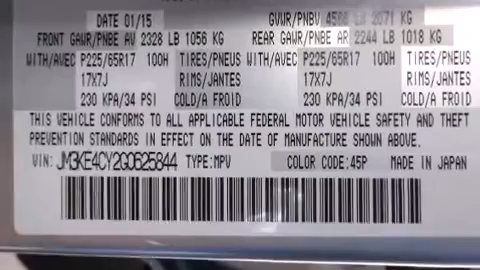 DATE 01/15 GVWR/PNBV 4566 LB 2071 KG
FRONT GAWR/PNBE AV 2328 LB 1056 KG REAR GAWR/PNBE AR 2244 LB 1018 KG
WITH/AVEC P225/65R17 100H TIRES/PNEUS WITH/AVEC P225/65R17 100H TIRES/PNEUS
17X7J RIMS/JANTES 17X7J RIMS/JANTES
230 KPA/34 PSI COLD/A FROID 230 KPA/34 PSI COLD/A FROID
THIS VEHICLE CONFORMS TO ALL APPLICABLE FEDERAL MOTOR VEHICLE SAFETY AND THEFT
PREVENTION STANDARDS IN EFFECT ON THE DATE OF MANUFACTURE SHOWN ABOVE.
VIN: JM3KE4CY2G0625844 TYPE:MPV COLOR CODE:45P MADE IN JAPAN